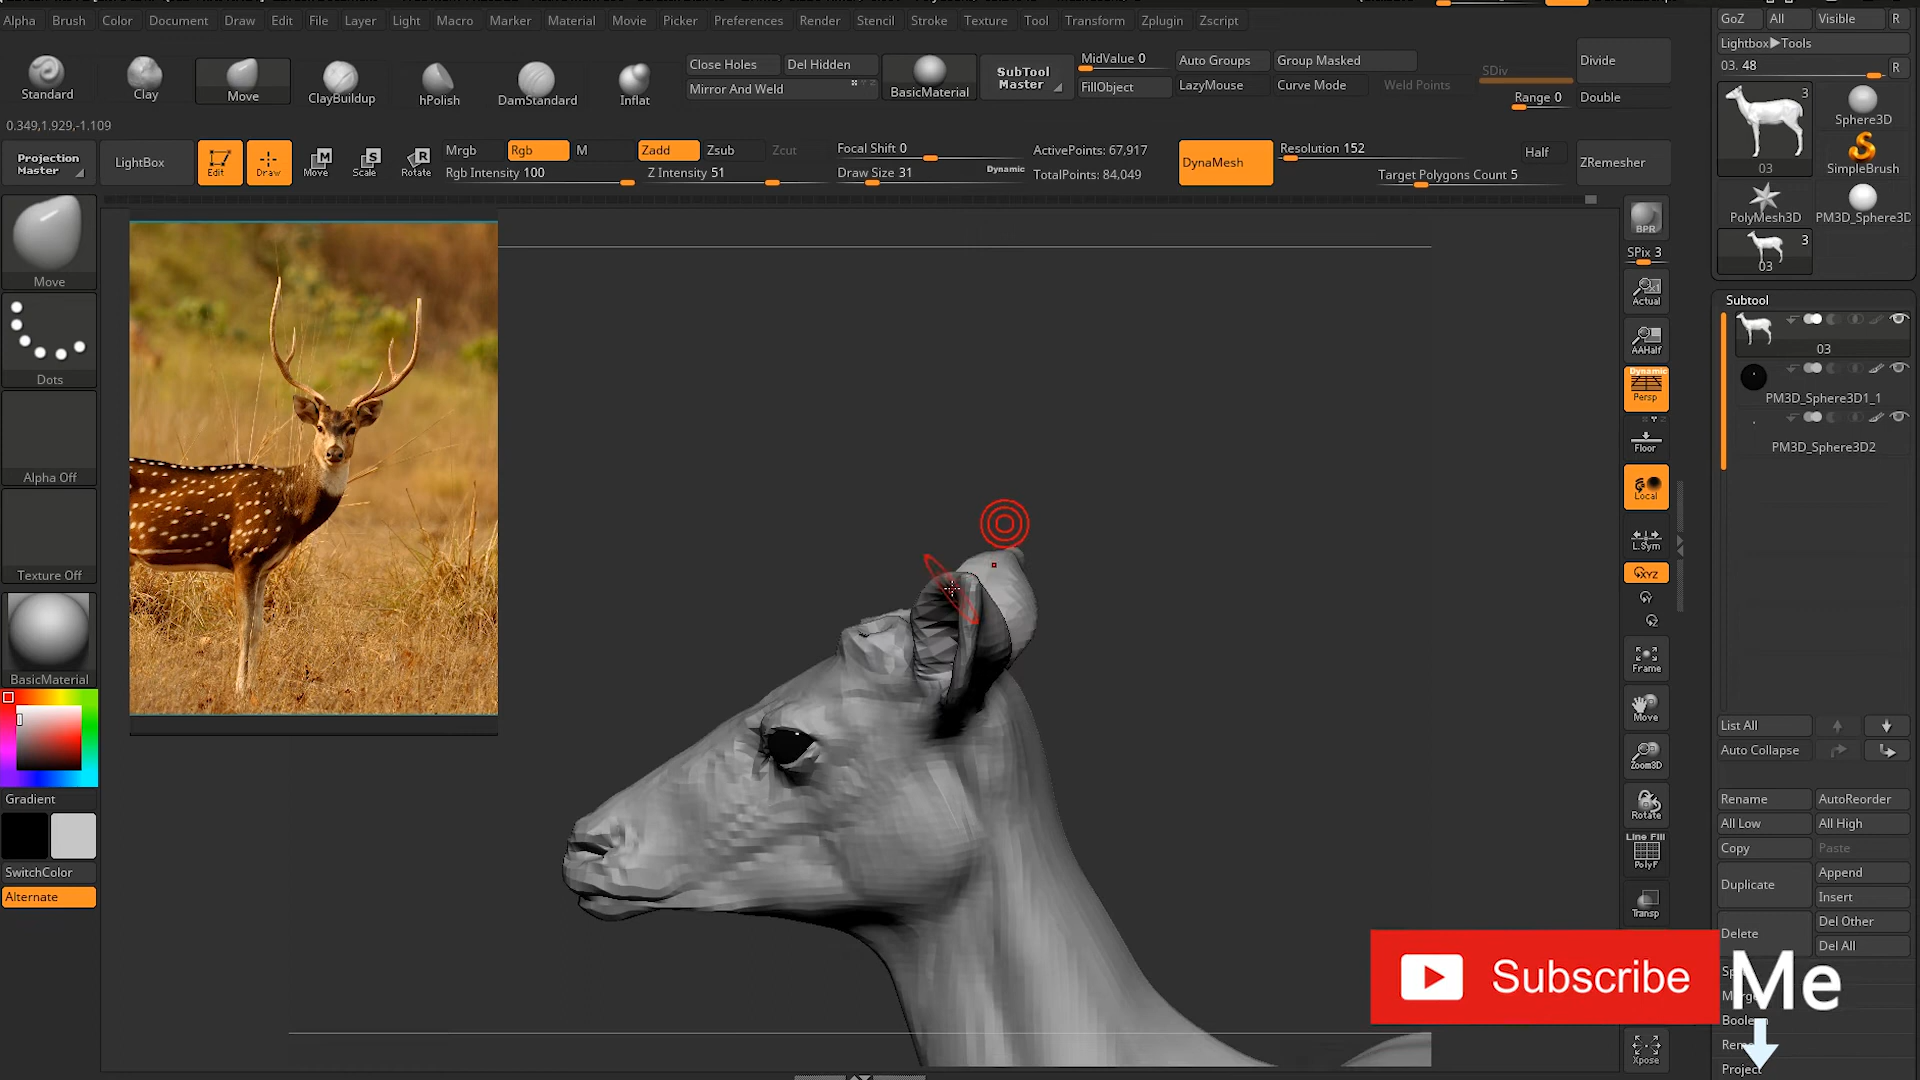 Alpha Brush Color Document Draw Edit File Layer Light Macro Marker Material Movie Picker Preferences Render Stencil Stroke Texture Tool Transform Zplugin Zscript
GoZ All Visible R
Lightbox▶Tools
03. 48 R
Standard Clay Move ClayBuildup hPolish DamStandard Inflat
Close Holes Del Hidden
Mirror And Weld
BasicMaterial
SubTool
Master
MidValue 0
FillObject
Auto Groups Group Masked
LazyMouse Curve Mode Weld Points
SDiv
Range 0
Divide
Double
0.349,1.929,-1.109
Projection
Master
LightBox
Edit Draw Move Scale Rotate
Mrgb Rgb M Zadd Zsub Zcut
Rgb Intensity 100 Z Intensity 51
Focal Shift 0
Draw Size 31 Dynamic
ActivePoints: 67,917
TotalPoints: 84,049
DynaMesh
Resolution 152 Half
Target Polygons Count 5
ZRemesher
3
03
Sphere3D
SimpleBrush
PolyMesh3D
PM3D_Sphere3D
3
03
Move
Dots
Alpha Off
Texture Off
BasicMaterial
Gradient
SwitchColor
Alternate
BPR
SPix 3
Actual
AAHalf
Dynamic
Persp
Floor
Local
L.Sym
XYZ
Y
Z
Frame
Move
Zoom3D
Rotate
Line Fill
PolyF
Transp
Xpose
Subtool
03
PM3D_Sphere3D1_1
PM3D_Sphere3D2
List All
Auto Collapse
Rename AutoReorder
All Low All High
Copy Paste
Duplicate Append
Insert
Delete Del Other
Del All
Project
Subscribe Me